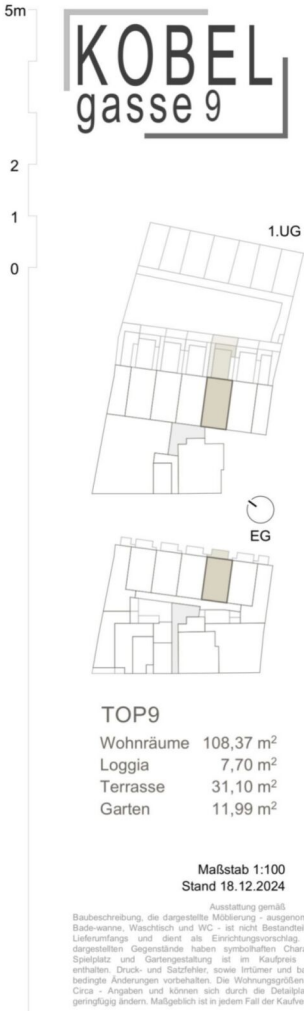 5m
KOBEL
gasse 9
2
1
0
1.UG
EG
TOP9
Wohnräume 108,37 m²
Loggia 7,70 m²
Terrasse 31,10 m²
Garten 11,99 m²
Maßstab 1:100
Stand 18.12.2024
Ausstattung gemäß
Baubeschreibung, die dargestellte Möblierung - ausgenom
Bade-wanne, Waschtisch und WC - ist nicht Bestandtei
Lieferumfangs und dient als Einrichtungsvorschlag.
dargestellten Gegenstände haben symbolhaften Chara
Spielplatz und Gartengestaltung ist im Kaufpreis
enthalten. Druck- und Satzfehler, sowie Irrtümer und ba
bedingte Änderungen vorbehalten. Die Wohnungsgrößen
Circa - Angaben und können sich durch die Detailpla
geringfügig ändern. Maßgeblich ist in jedem Fall der Kaufve